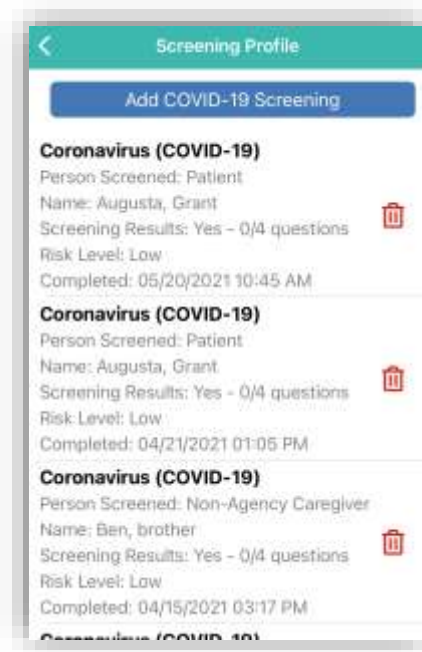 Screening Profile
Add COVID-19 Screening
Coronavirus (COVID-19)
Person Screened: Patient
Name: Augusta, Grant
Screening Results: Yes - 0/4 questions
Risk Level: Low
Completed: 05/20/2021 10:45 AM
Coronavirus (COVID-19)
Person Screened: Patient
Name: Augusta, Grant
Screening Results: Yes - 0/4 questions
Risk Level: Low
Completed: 04/21/2021 01:05 PM
Coronavirus (COVID-19)
Person Screened: Non-Agency Caregiver
Name: Ben, brother
Screening Results: Yes - 0/4 questions
Risk Level: Low
Completed: 04/15/2021 03:17 PM
Coronavirus (COVID-19)